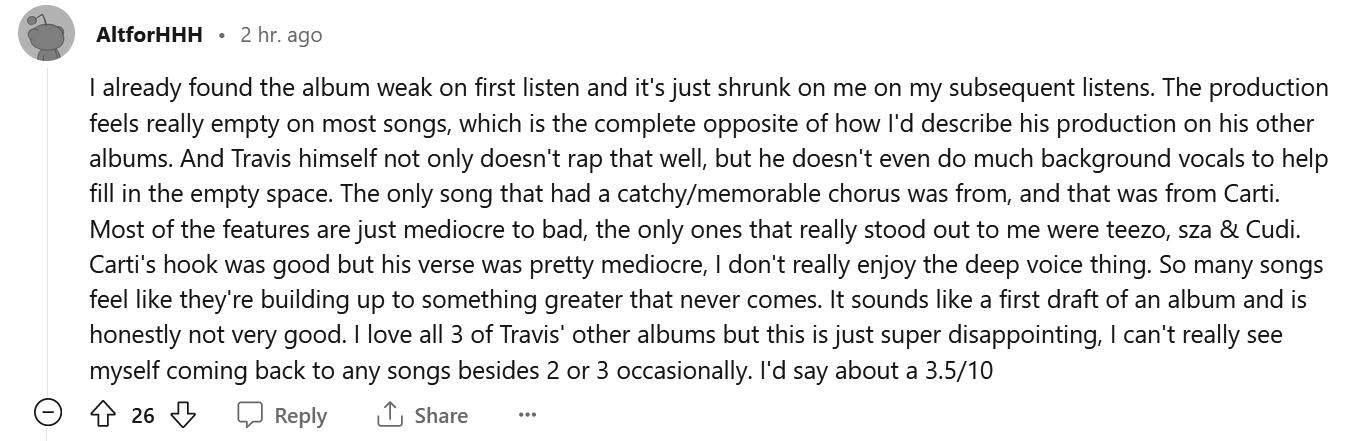 AltforHHH • 2 hr. ago
I already found the album weak on first listen and it's just shrunk on me on my subsequent listens. The production
feels really empty on most songs, which is the complete opposite of how I'd describe his production on his other
albums. And Travis himself not only doesn't rap that well, but he doesn't even do much background vocals to help
fill in the empty space. The only song that had a catchy/memorable chorus was from, and that was from Carti.
Most of the features are just mediocre to bad, the only ones that really stood out to me were teezo, sza & Cudi.
Carti's hook was good but his verse was pretty mediocre, I don't really enjoy the deep voice thing. So many songs
feel like they're building up to something greater that never comes. It sounds like a first draft of an album and is
honestly not very good. I love all 3 of Travis' other albums but this is just super disappointing, I can't really see
myself coming back to any songs besides 2 or 3 occasionally. I'd say about a 3.5/10
26 Reply Share ···